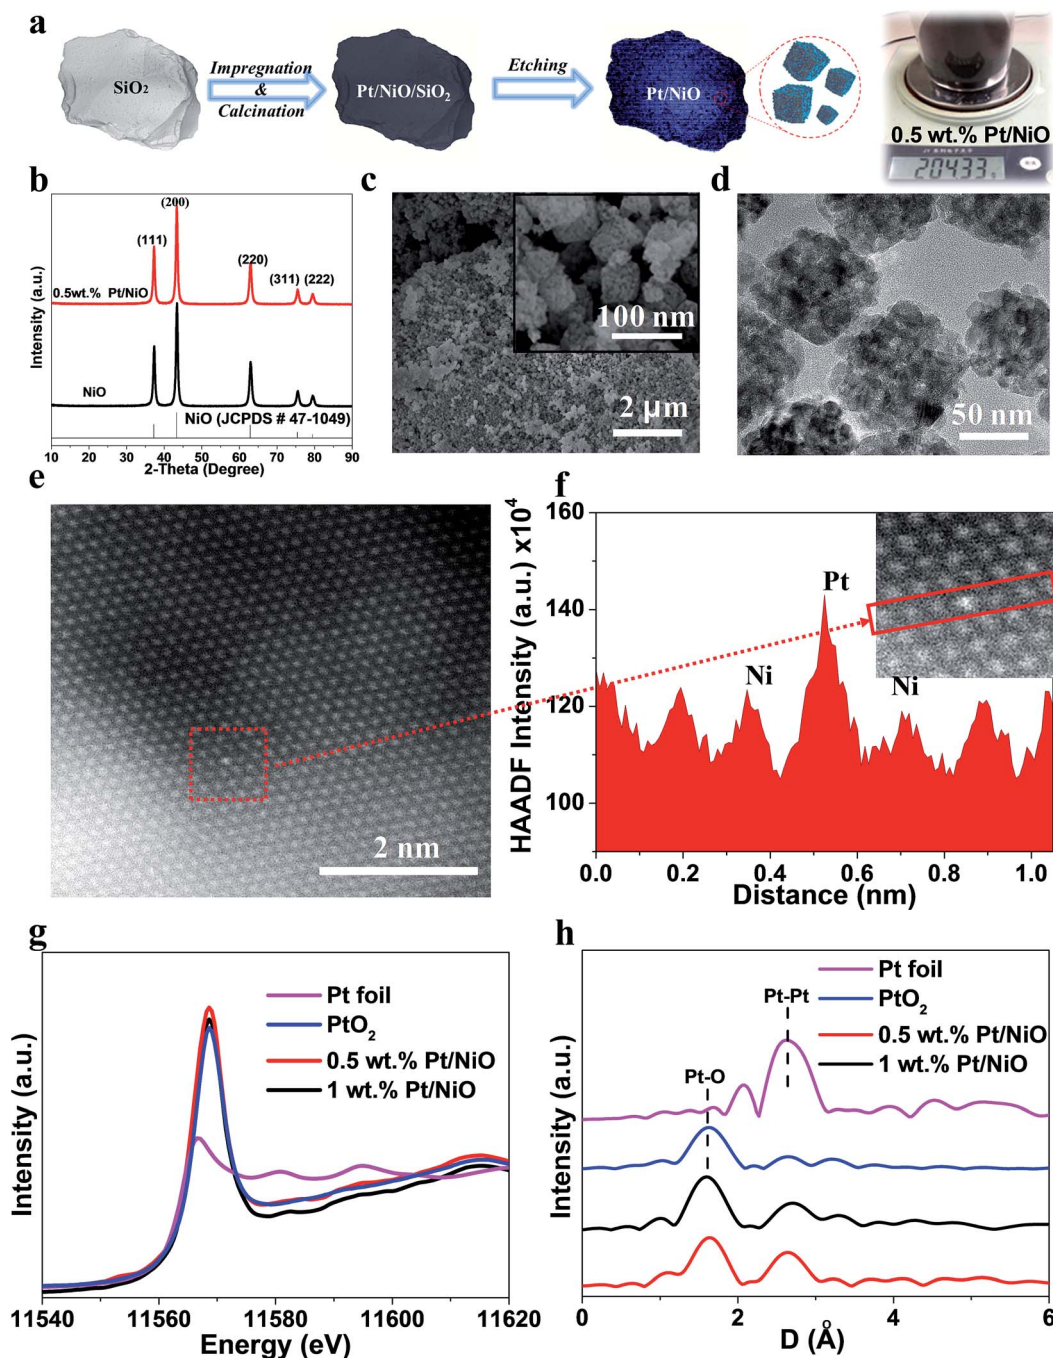 a
SiO₂
Impregnation
&
Calcination
Pt/NiO/SiO₂
Etching
Pt/NiO
0.5 wt.% Pt/NiO
20433 g
b
(111)
(200)
(220)
(311)
(222)
0.5wt.% Pt/NiO
NiO
NiO (JCPDS # 47-1049)
Intensity (a.u.)
10 20 30 40 50 60 70 80 90
2-Theta (Degree)
c
100 nm
2 µm
d
50 nm
e
2 nm
f
HAADF Intensity (a.u.) x10⁴
160
140
120
100
Pt
Ni
Ni
0.0 0.2 0.4 0.6 0.8 1.0
Distance (nm)
g
Pt foil
PtO₂
0.5 wt.% Pt/NiO
1 wt.% Pt/NiO
Intensity (a.u.)
11540 11560 11580 11600 11620
Energy (eV)
h
Pt foil
PtO₂
0.5 wt.% Pt/NiO
1 wt.% Pt/NiO
Pt-Pt
Pt-O
Intensity (a.u.)
0 2 4 6
D (Å)